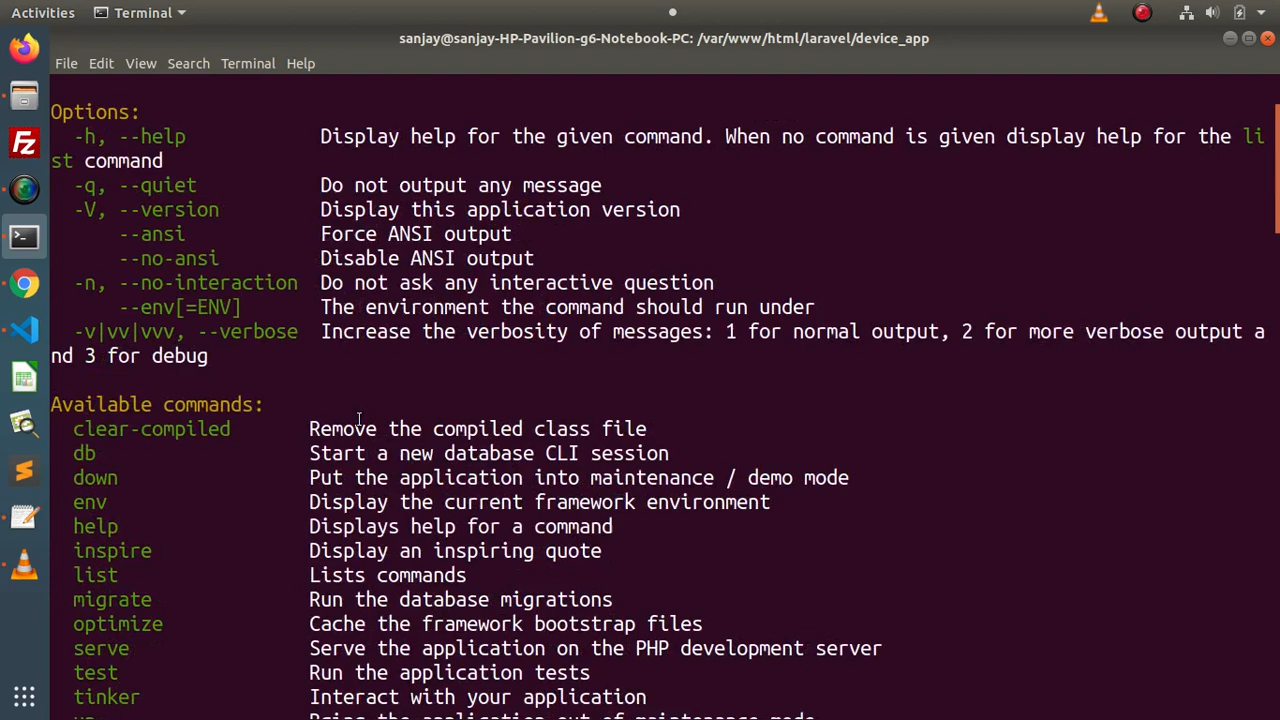 Activities Terminal
sanjay@sanjay-HP-Pavilion-g6-Notebook-PC: /var/www/html/laravel/device_app
File Edit View Search Terminal Help
Options:
-h, --help Display help for the given command. When no command is given display help for the li
st command
-q, --quiet Do not output any message
-V, --version Display this application version
--ansi Force ANSI output
--no-ansi Disable ANSI output
-n, --no-interaction Do not ask any interactive question
--env[=ENV] The environment the command should run under
-v|vv|vvv, --verbose Increase the verbosity of messages: 1 for normal output, 2 for more verbose output a
nd 3 for debug
Available commands:
clear-compiled Remove the compiled class file
db Start a new database CLI session
down Put the application into maintenance / demo mode
env Display the current framework environment
help Displays help for a command
inspire Display an inspiring quote
list Lists commands
migrate Run the database migrations
optimize Cache the framework bootstrap files
serve Serve the application on the PHP development server
test Run the application tests
tinker Interact with your application
up Bring the application out of maintenance mode